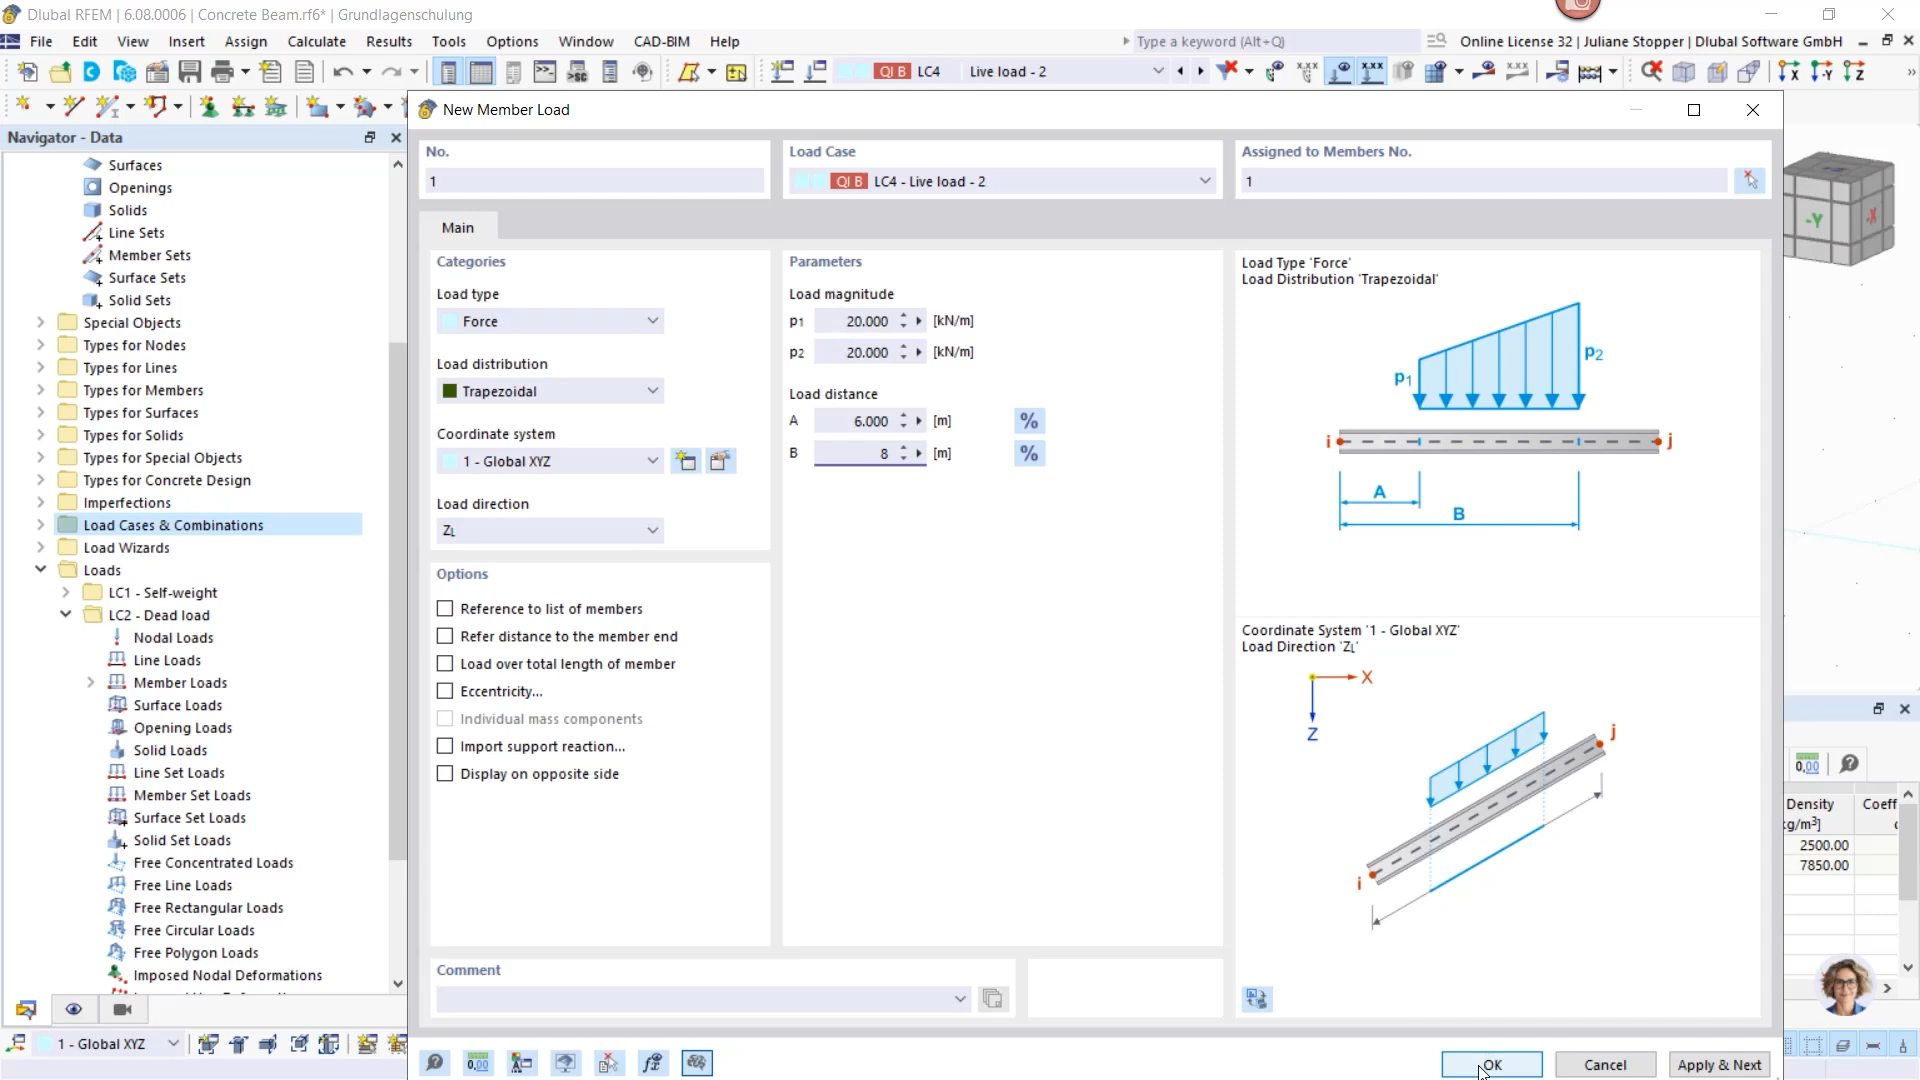 Dlubal RFEM | 6.08.0006 | Concrete Beam.rf6* | Grundlagenschulung
File Edit View Insert Assign Calculate Results Tools Options Window CAD-BIM Help
Type a keyword (Alt+Q)
Online License 32 | Juliane Stopper | Dlubal Software GmbH
QI B LC4 Live load - 2
Navigator - Data
Surfaces
Openings
Solids
Line Sets
Member Sets
Surface Sets
Solid Sets
Special Objects
Types for Nodes
Types for Lines
Types for Members
Types for Surfaces
Types for Solids
Types for Special Objects
Types for Concrete Design
Imperfections
Load Cases & Combinations
Load Wizards
Loads
LC1 - Self-weight
LC2 - Dead load
Nodal Loads
Line Loads
Member Loads
Surface Loads
Opening Loads
Solid Loads
Line Set Loads
Member Set Loads
Surface Set Loads
Solid Set Loads
Free Concentrated Loads
Free Line Loads
Free Rectangular Loads
Free Circular Loads
Free Polygon Loads
Imposed Nodal Deformations
1 - Global XYZ
New Member Load
No.
1
Load Case
QI B LC4 - Live load - 2
Assigned to Members No.
1
Main
Categories
Load type
Force
Load distribution
Trapezoidal
Coordinate system
1 - Global XYZ
Load direction
ZL
Options
Reference to list of members
Refer distance to the member end
Load over total length of member
Eccentricity...
Individual mass components
Import support reaction...
Display on opposite side
Parameters
Load magnitude
p1 20.000 [kN/m]
p2 20.000 [kN/m]
Load distance
A 6.000 [m] %
B 8 [m] %
Load Type 'Force'
Load Distribution 'Trapezoidal'
p1
p2
i
j
A
B
Coordinate System '1 - Global XYZ'
Load Direction 'ZL'
X
Z
j
i
Comment
OK Cancel Apply & Next
-Y
-X
Density
2500.00
7850.00